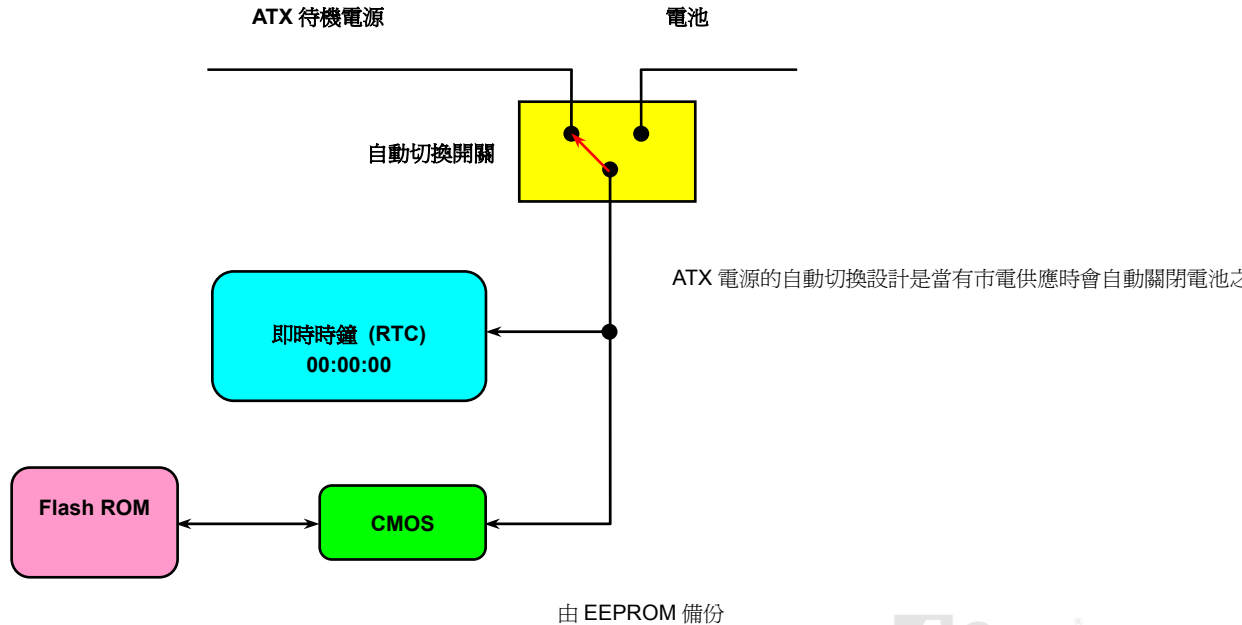 ATX 待機電源
電池
自動切換開關
ATX 電源的自動切換設計是當有市電供應時會自動關閉電池之
即時時鐘 (RTC)
00:00:00
Flash ROM
CMOS
由 EEPROM 備份